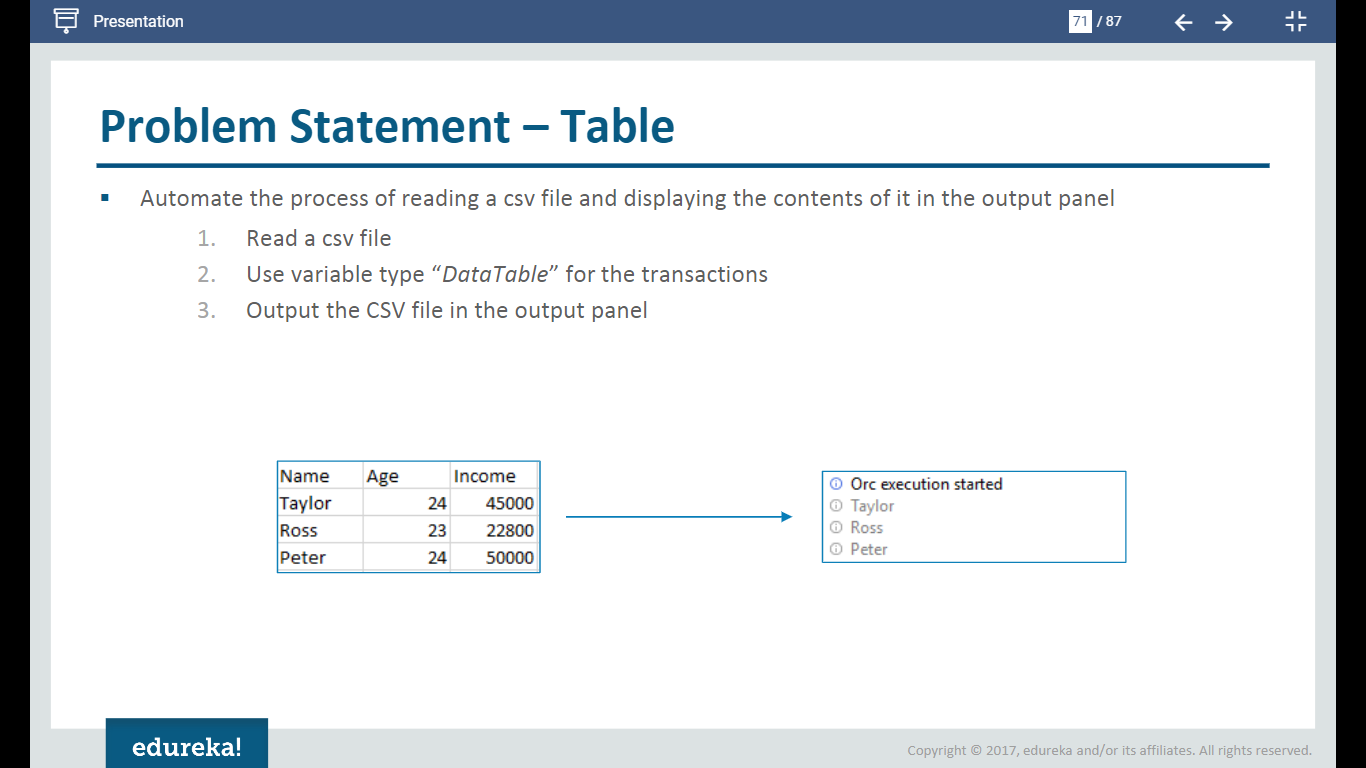 Presentation
71 / 87
Problem Statement – Table
▪ Automate the process of reading a csv file and displaying the contents of it in the output panel
1. Read a csv file
2. Use variable type “DataTable” for the transactions
3. Output the CSV file in the output panel
Name Age Income
Taylor 24 45000
Ross 23 22800
Peter 24 50000
Orc execution started
Taylor
Ross
Peter
edureka!
Copyright © 2017, edureka and/or its affiliates. All rights reserved.